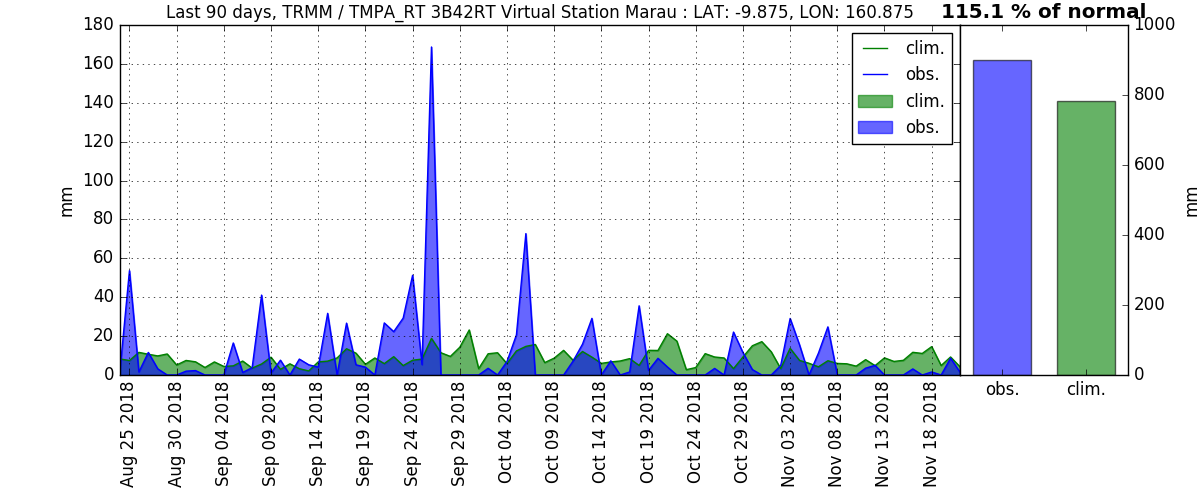 Last 90 days, TRMM / TMPA_RT 3B42RT Virtual Station Marau : LAT: -9.875, LON: 160.875
115.1 % of normal
180
160
140
120
100
80
60
40
20
0
mm
clim.
obs.
clim.
obs.
Aug 25 2018
Aug 30 2018
Sep 04 2018
Sep 09 2018
Sep 14 2018
Sep 19 2018
Sep 24 2018
Sep 29 2018
Oct 04 2018
Oct 09 2018
Oct 14 2018
Oct 19 2018
Oct 24 2018
Oct 29 2018
Nov 03 2018
Nov 08 2018
Nov 13 2018
Nov 18 2018
1000
800
600
400
200
0
mm
obs.
clim.